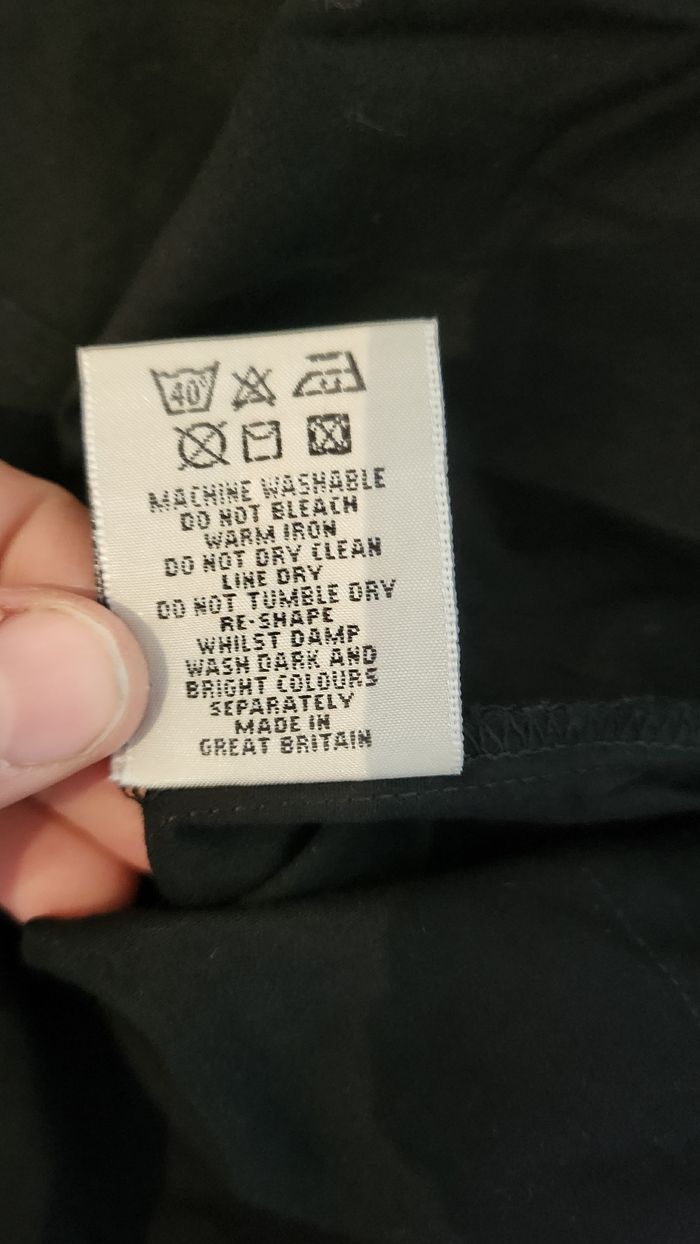 40°
MACHINE WASHABLE
DO NOT BLEACH
WARM IRON
DO NOT DRY CLEAN
LINE DRY
DO NOT TUMBLE DRY
RE-SHAPE
WHILST DAMP
WASH DARK AND
BRIGHT COLOURS
SEPARATELY
MADE IN
GREAT BRITAIN